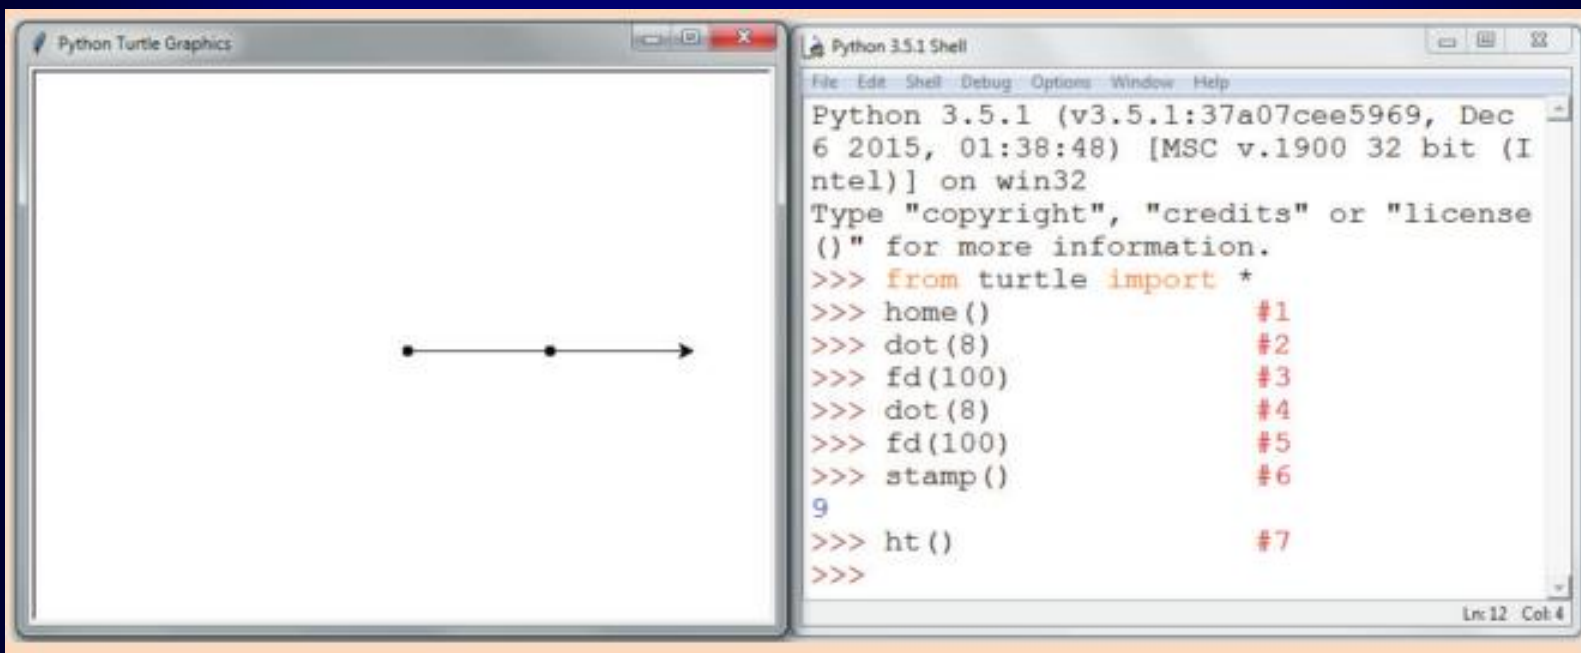 Python Turtle Graphics
Python 3.5.1 Shell
File Edit Shell Debug Options Window Help
Python 3.5.1 (v3.5.1:37a07cee5969, Dec
6 2015, 01:38:48) [MSC v.1900 32 bit (I
ntel)] on win32
Type "copyright", "credits" or "license
()" for more information.
>>> from turtle import *
>>> home() #1
>>> dot(8) #2
>>> fd(100) #3
>>> dot(8) #4
>>> fd(100) #5
>>> stamp() #6
9
>>> ht() #7
>>>
Ln: 12 Col: 4